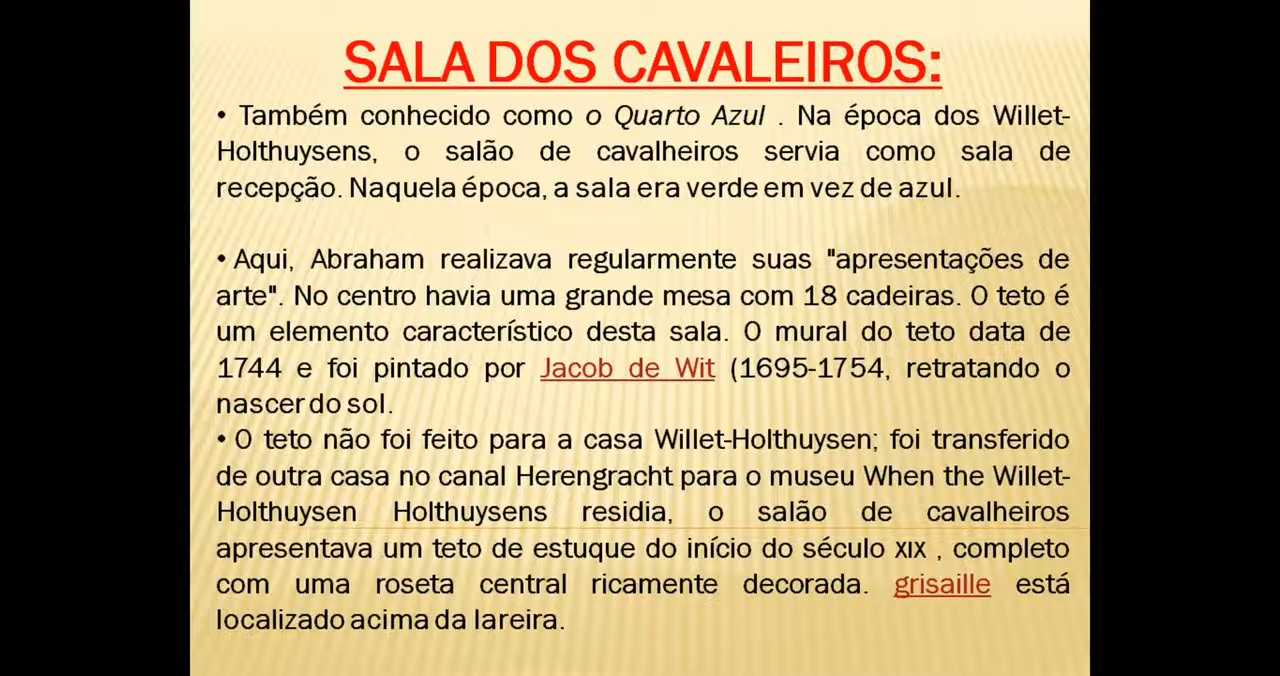 SALA DOS CAVALEIROS:
• Também conhecido como o Quarto Azul . Na época dos Willet-
Holthuysens, o salão de cavalheiros servia como sala de
recepção. Naquela época, a sala era verde em vez de azul.
• Aqui, Abraham realizava regularmente suas "apresentações de
arte". No centro havia uma grande mesa com 18 cadeiras. O teto é
um elemento característico desta sala. O mural do teto data de
1744 e foi pintado por Jacob de Wit (1695-1754, retratando o
nascer do sol.
• O teto não foi feito para a casa Willet-Holthuysen; foi transferido
de outra casa no canal Herengracht para o museu When the Willet-
Holthuysen Holthuysens residia, o salão de cavalheiros
apresentava um teto de estuque do início do século XIX , completo
com uma roseta central ricamente decorada. grisaille está
localizado acima da lareira.